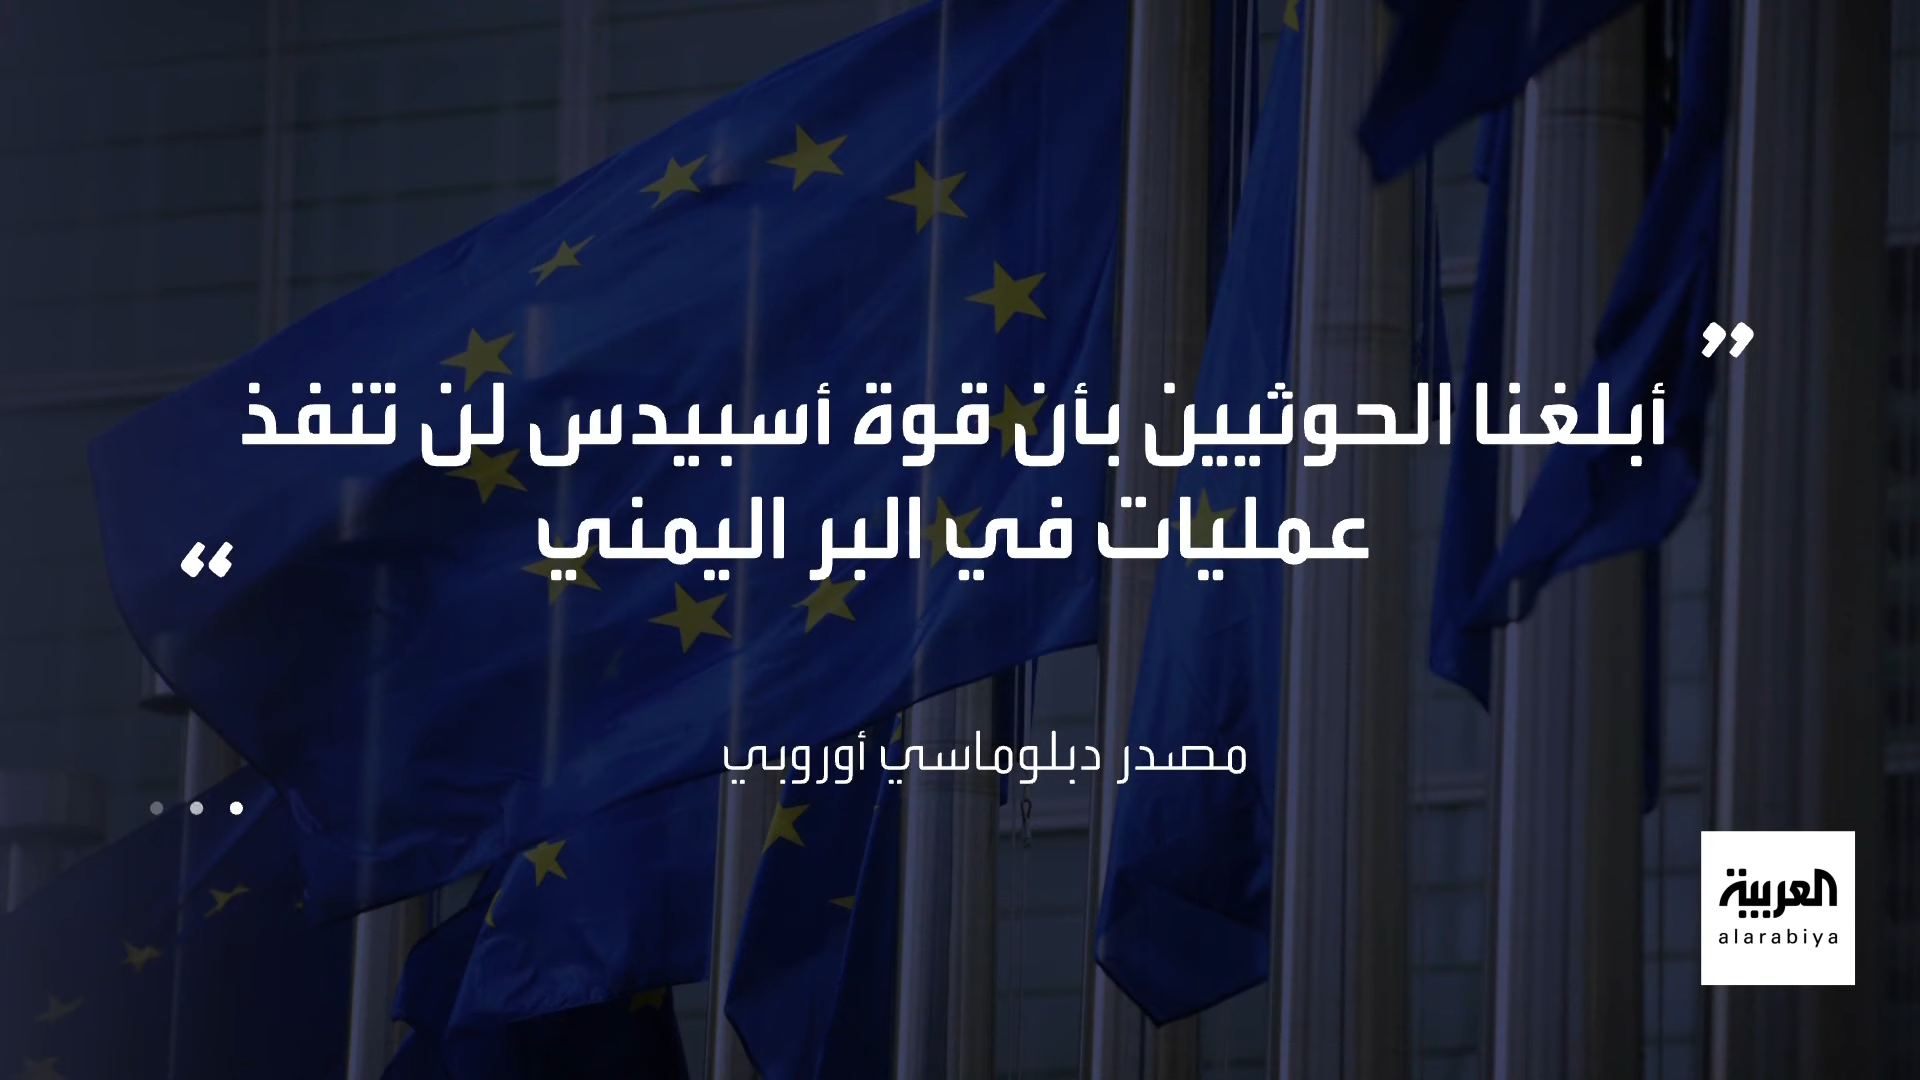 ”
أبلغنا الحوثيين بأن قوة أسبيدس لن تنفذ
عمليات في البر اليمني
“
مصدر دبلوماسي أوروبي
العربية
alarabiya